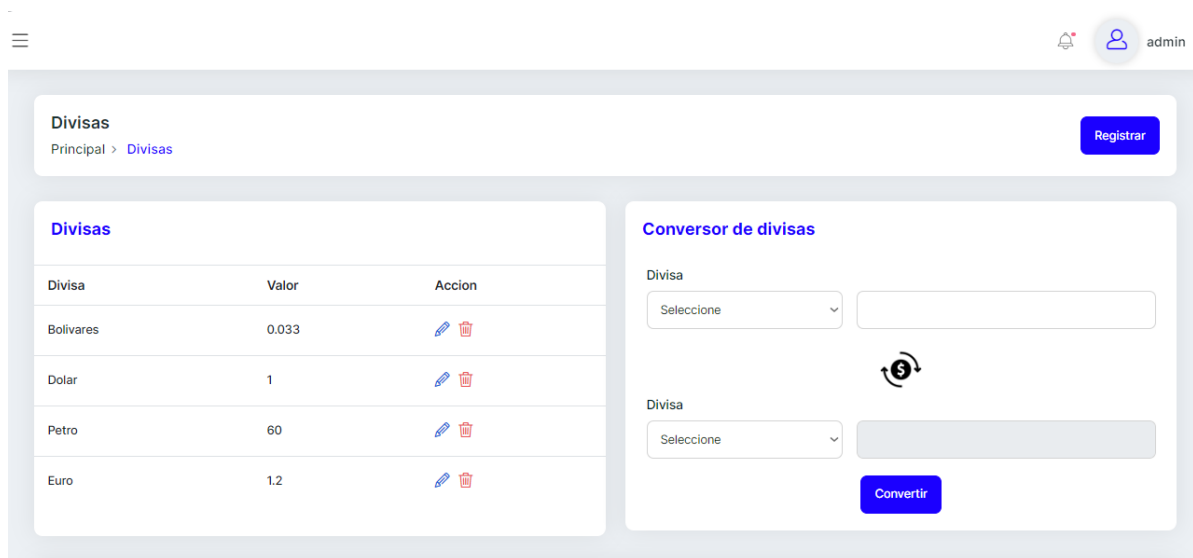 admin
Divisas
Principal > Divisas
Registrar
Divisas
Divisa Valor Accion
Bolivares 0.033
Dolar 1
Petro 60
Euro 1.2
Conversor de divisas
Divisa
Seleccione
$
Divisa
Seleccione
Convertir